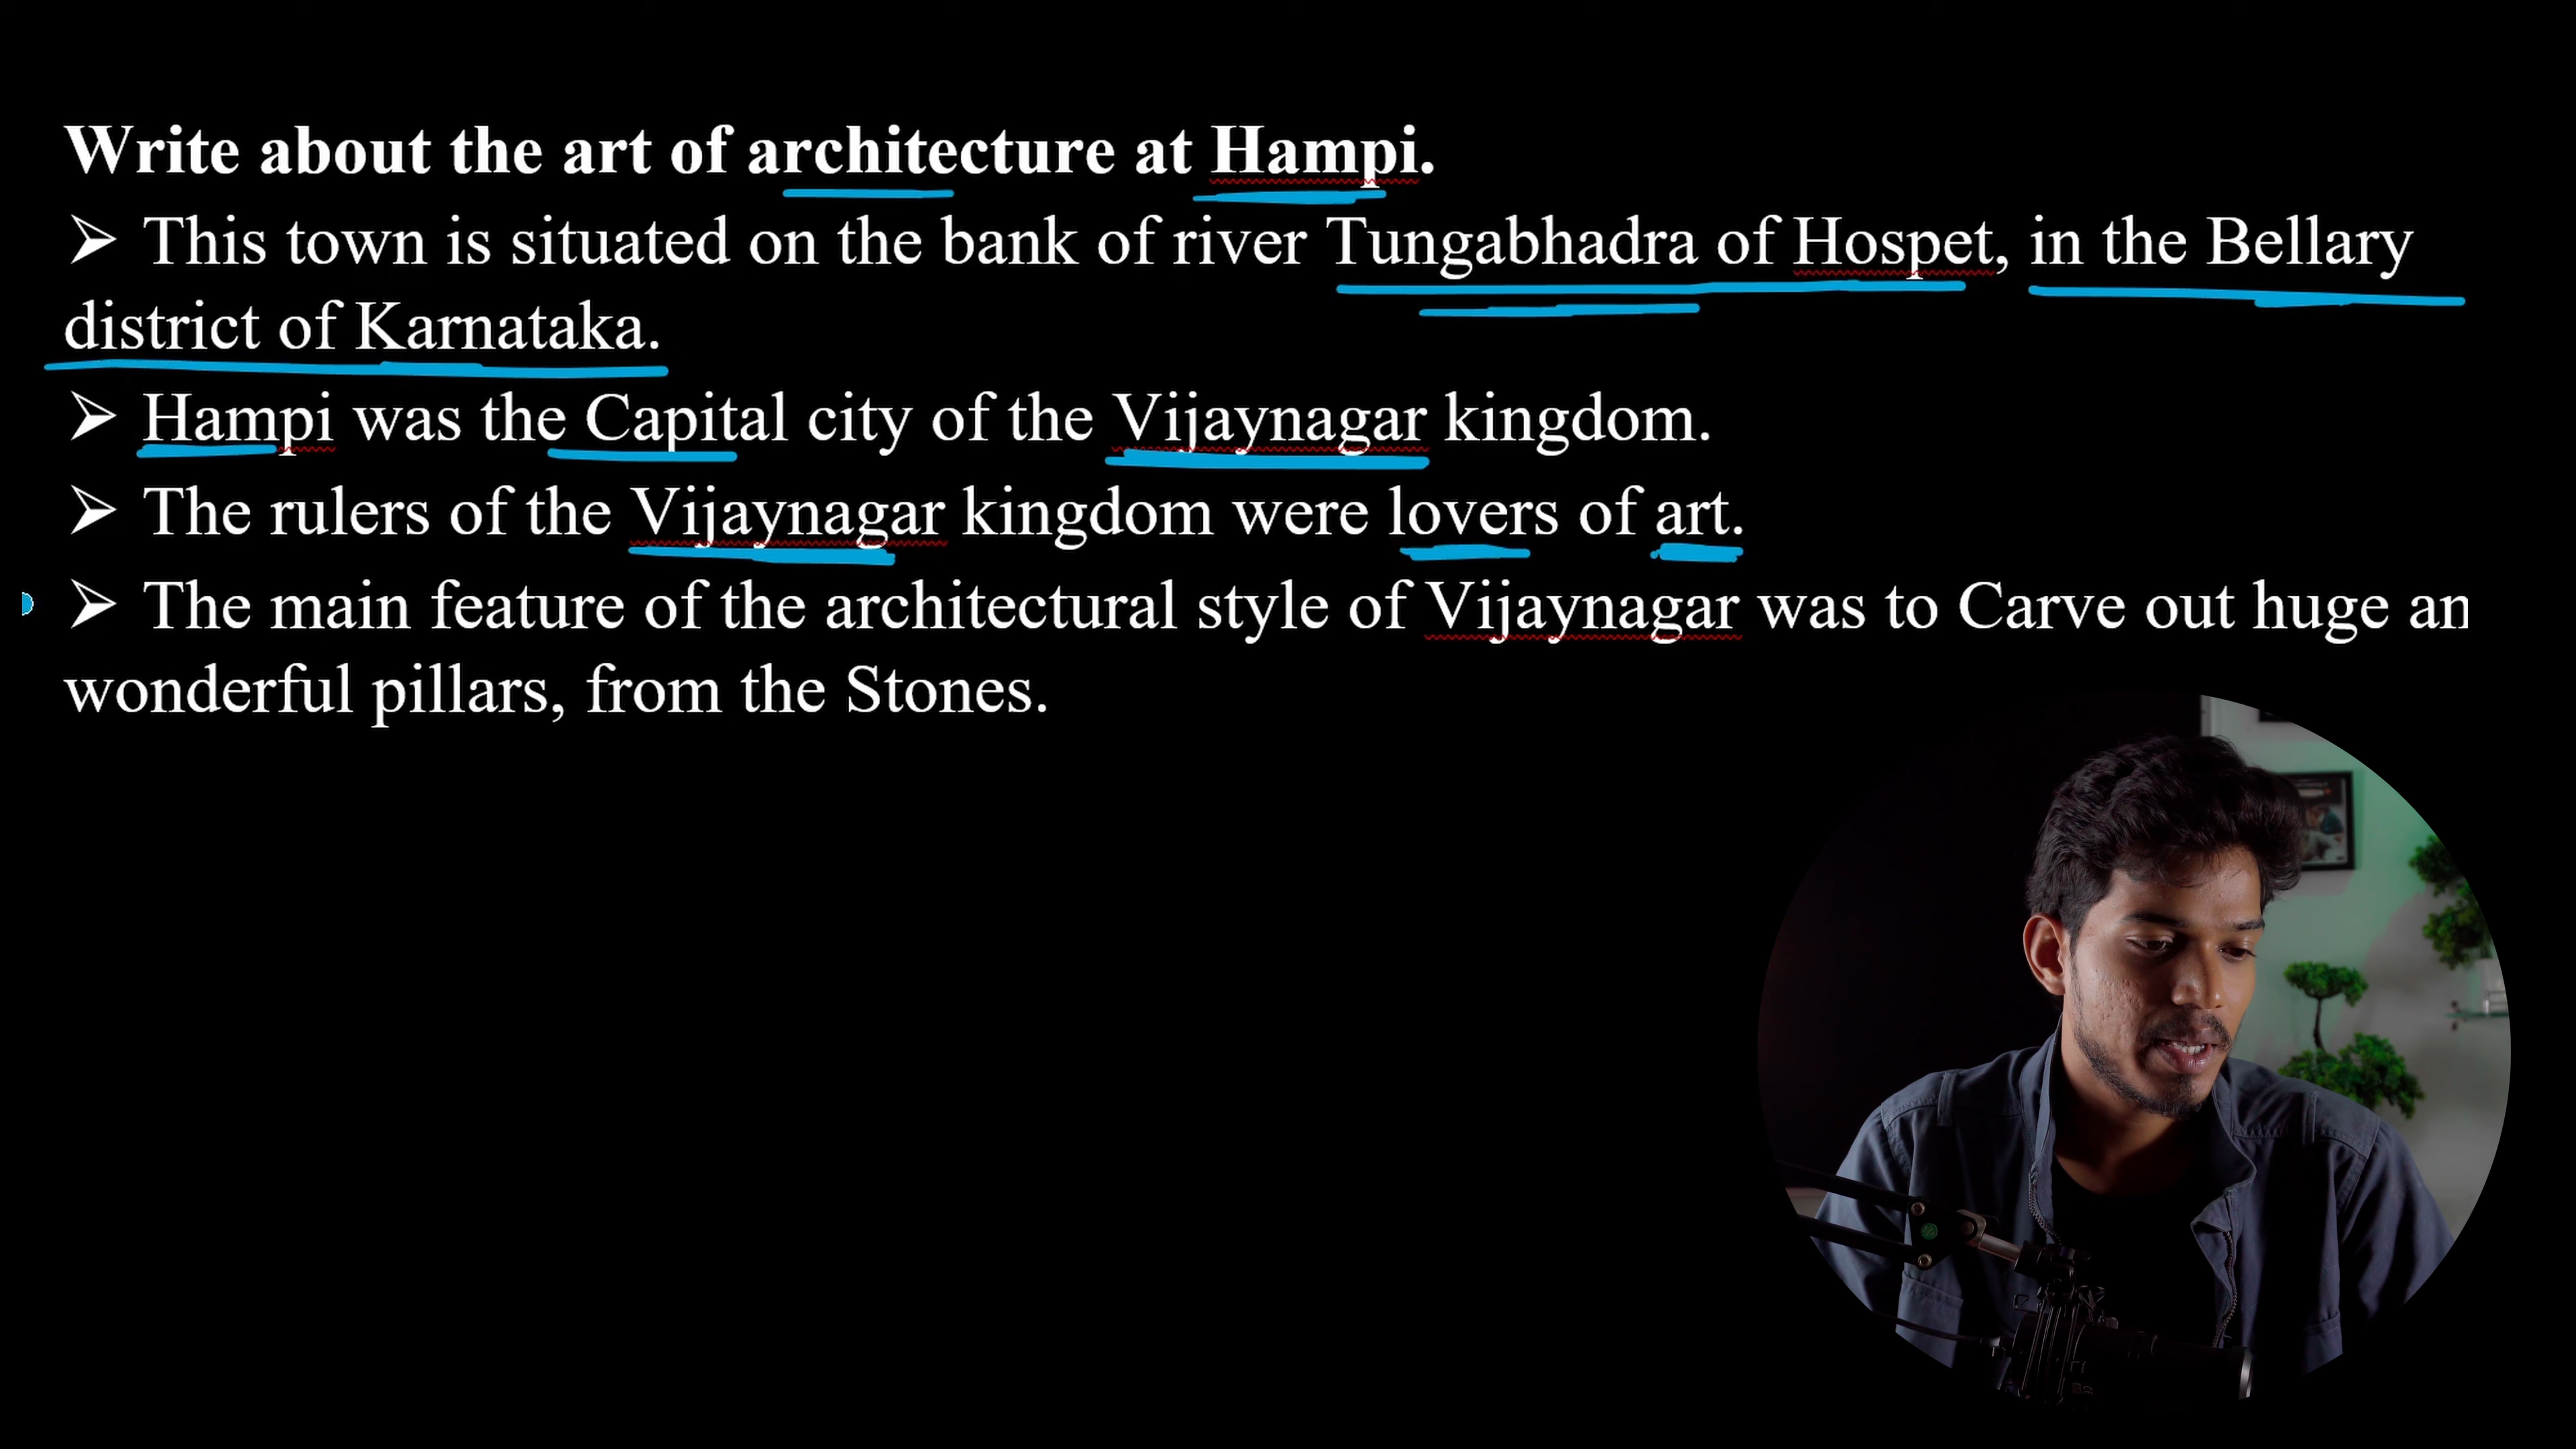 Write about the art of architecture at Hampi.
➢ This town is situated on the bank of river Tungabhadra of Hospet, in the Bellary
district of Karnataka.
➢ Hampi was the Capital city of the Vijaynagar kingdom.
➢ The rulers of the Vijaynagar kingdom were lovers of art.
➢ The main feature of the architectural style of Vijaynagar was to Carve out huge an
wonderful pillars, from the Stones.